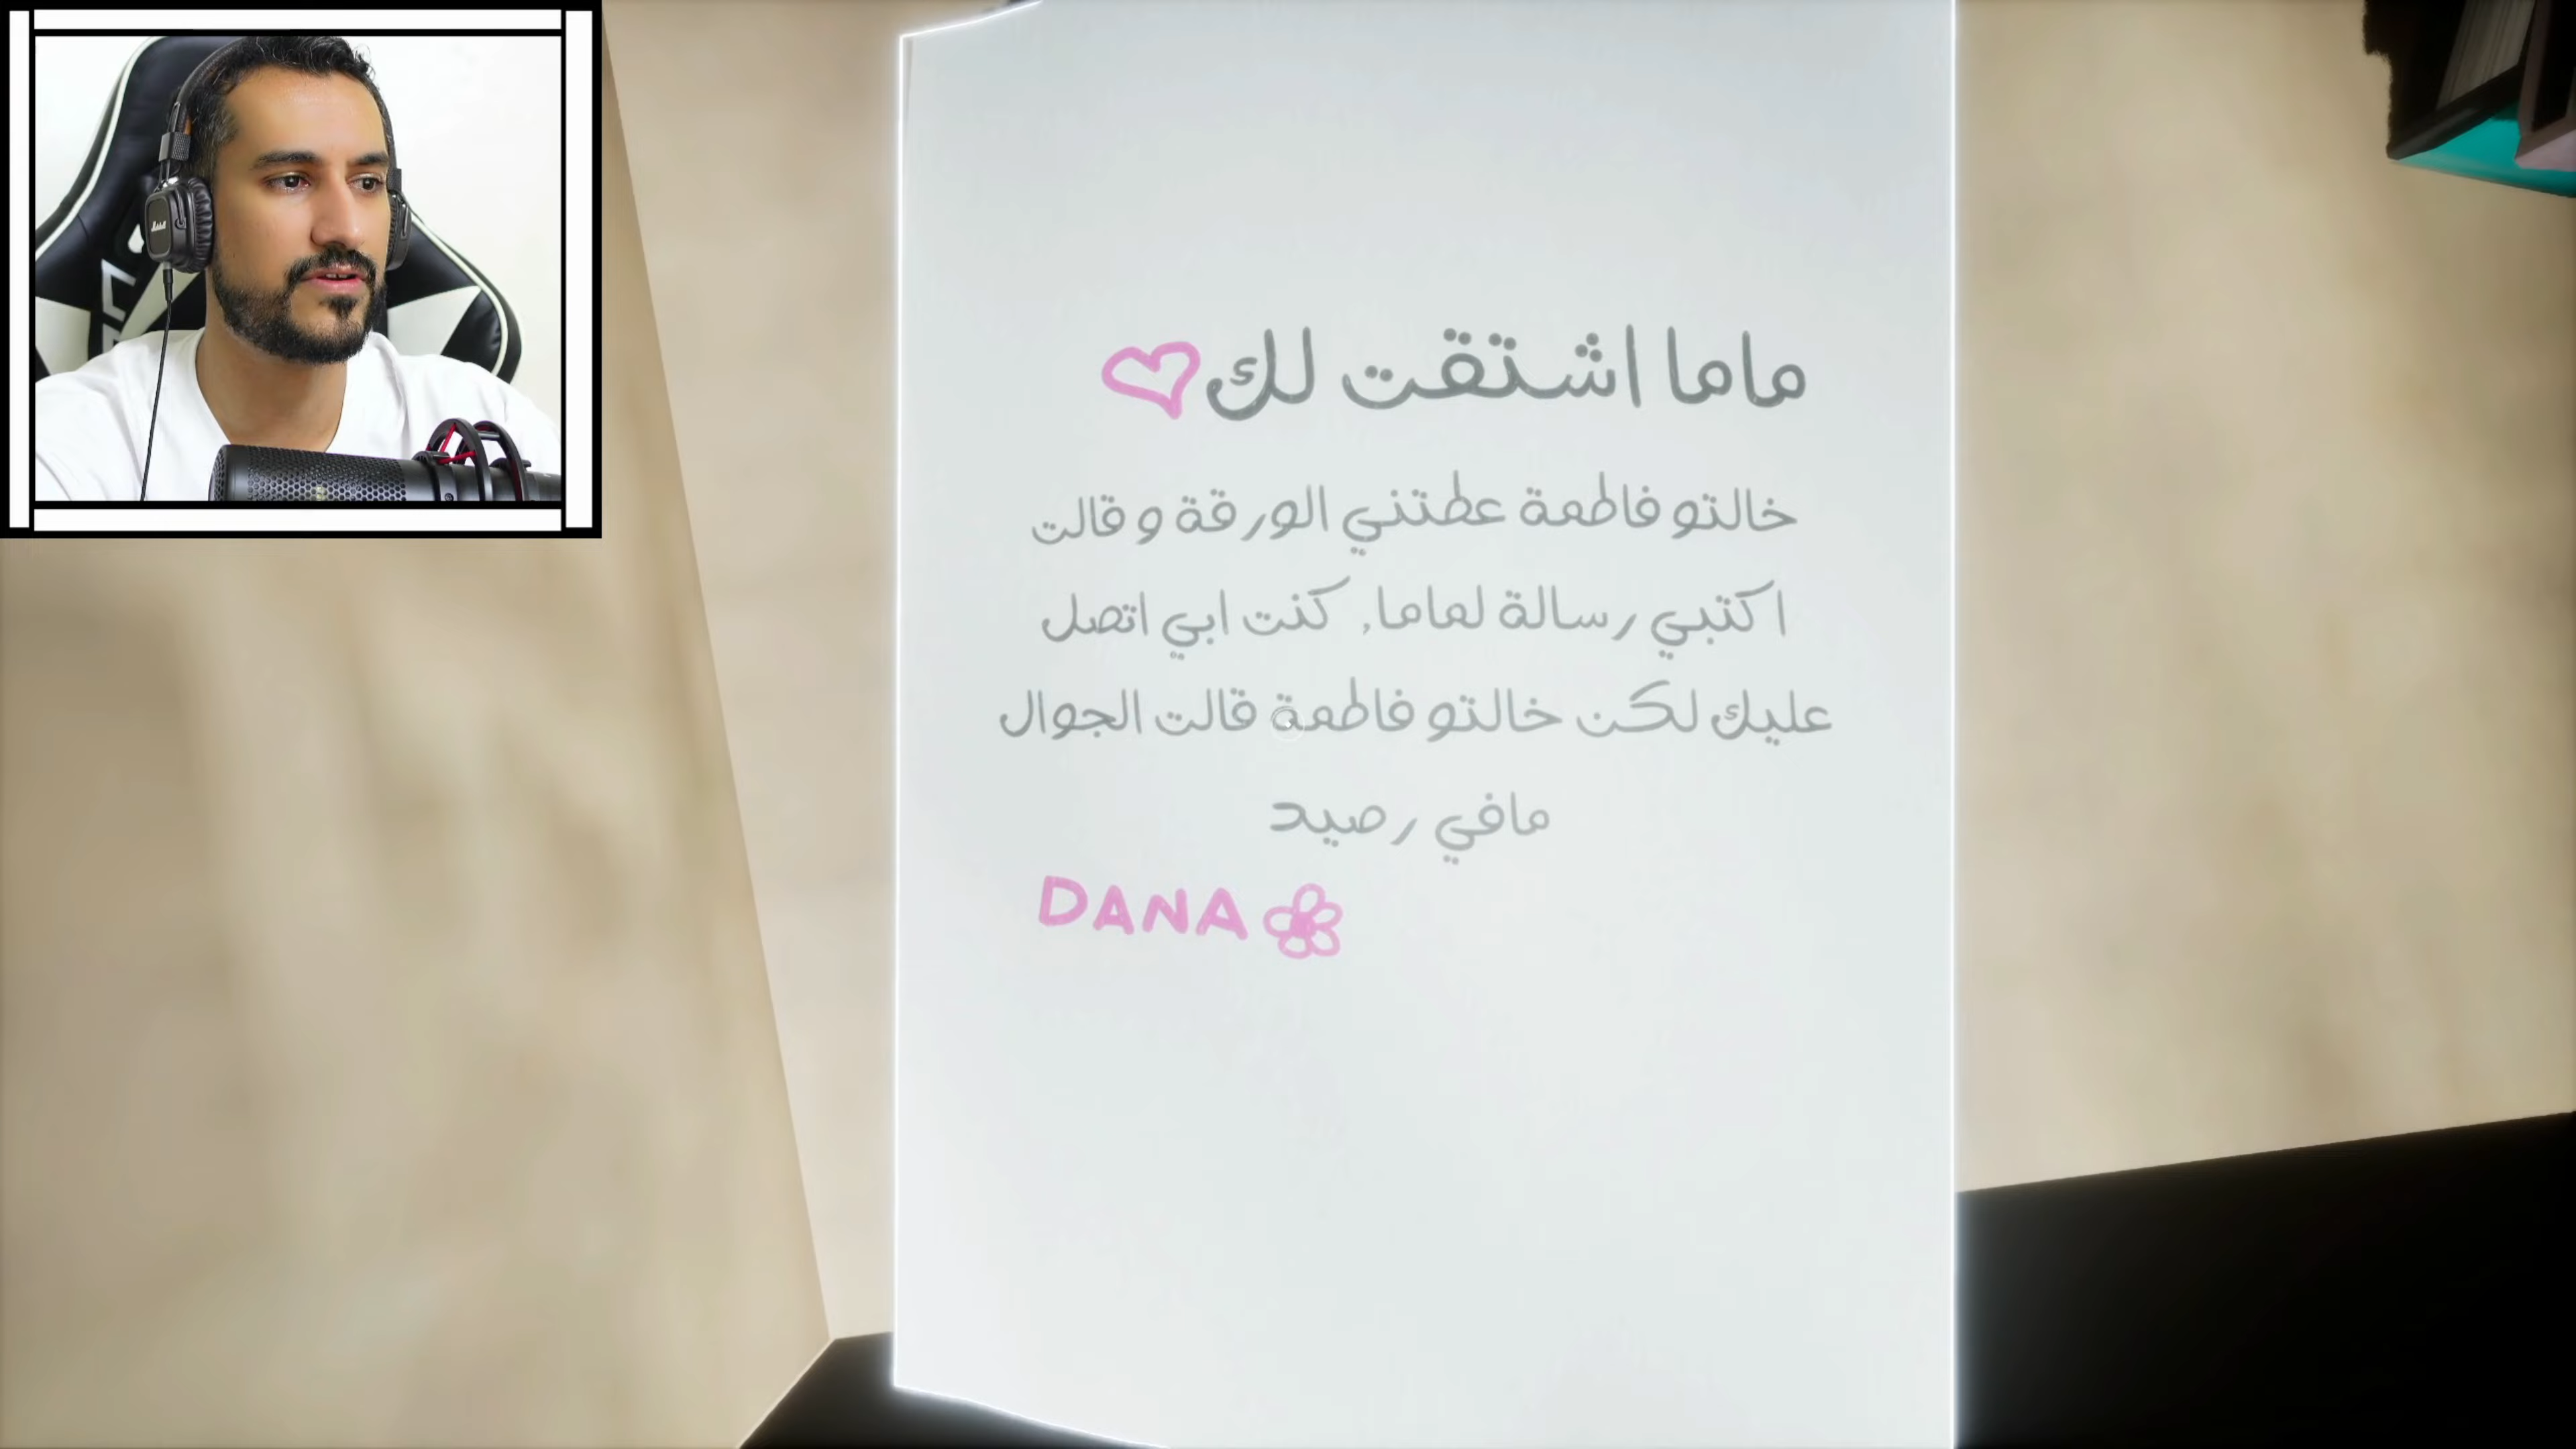 ماما اشتقت لك
خالتو فاطمة عطتني الورقة و قالت
اكتبي رسالة لماما, كنت ابي اتصل
عليك لكن خالتو فاطمة قالت الجوال
مافي رصيد
DANA